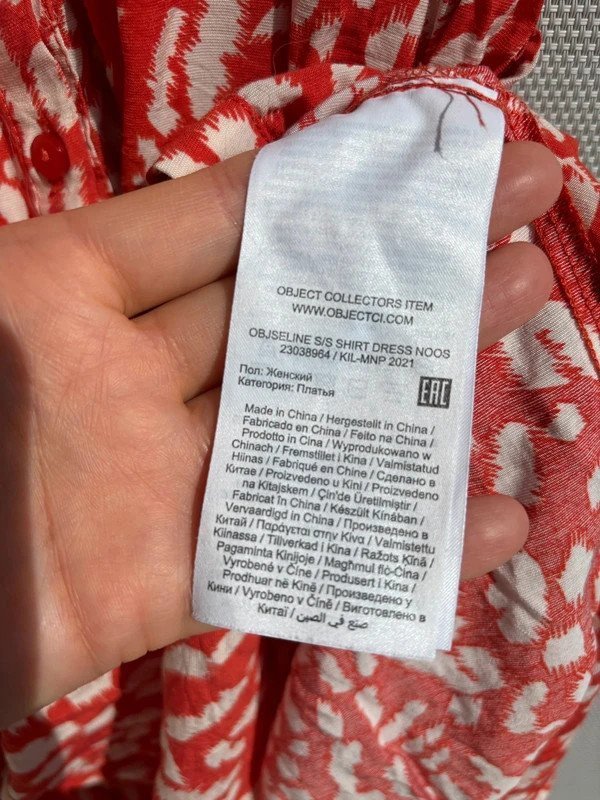 OBJECT COLLECTORS ITEM
WWW.OBJECTCI.COM
OBJSELINE S/S SHIRT DRESS NOOS
23038964 / KIL-MNP 2021
Пол: Женский
Категория: Платья
EAC
Made in China / Hergestellt in China /
Fabricado en China / Feito na China /
Prodotto in Cina / Wyprodukowano w
Chinach / Fremstillet i Kina / Valmistatud
Hiinas / Fabriqué en Chine / Сделано в
Китае / Proizvedeno u Kini / Proizvedeno
na Kitajskem / Çin'de Üretilmiştir /
Fabricat în China / Készült Kínában /
Vervaardigd in China / Произведено в
Китай / Παράγεται στην Κίνα / Valmistettu
Kiinassa / Tillverkad i Kina / Ražots Ķīnā /
Pagaminta Kinijoje / Magħmul fiċ-Ċina /
Vyrobené v Číne / Produsert i Kina /
Prodhuar në Kinë / Произведено у
Кини / Vyrobeno v Číně / Виготовлено в
Китаї / صنع في الصين